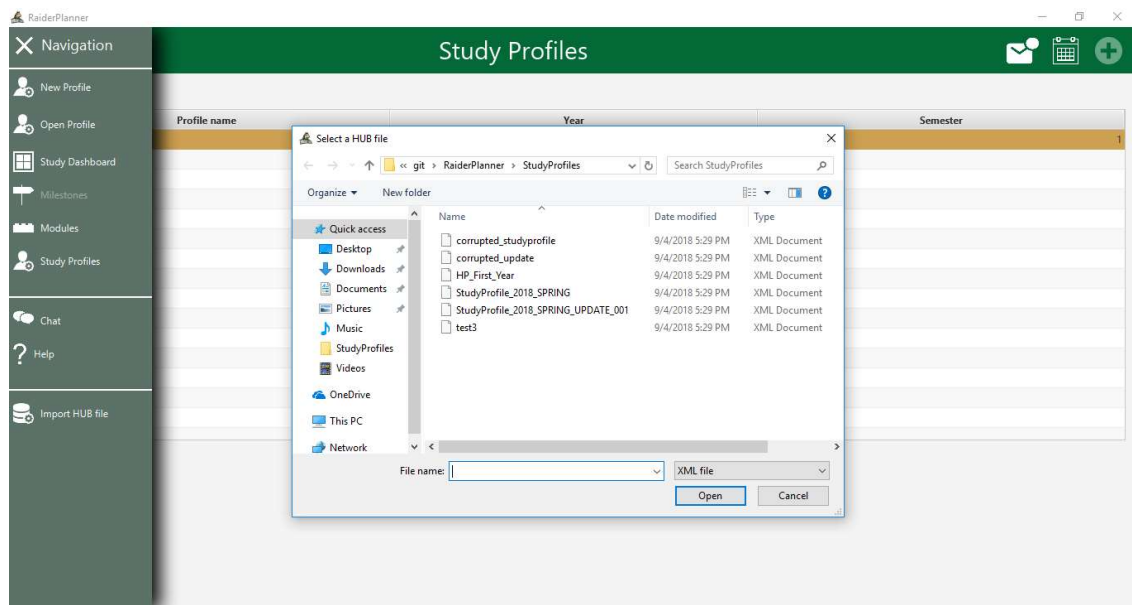 RaiderPlanner
Navigation
Study Profiles
New Profile
Open Profile
Study Dashboard
Milestones
Modules
Study Profiles
Chat
Help
Import HUB file
Profile name Year Semester
1
Select a HUB file
« git › RaiderPlanner › StudyProfiles
Search StudyProfiles
Organize New folder
Quick access
Desktop
Downloads
Documents
Pictures
Music
StudyProfiles
Videos
OneDrive
This PC
Network
Name Date modified Type
corrupted_studyprofile 9/4/2018 5:29 PM XML Document
corrupted_update 9/4/2018 5:29 PM XML Document
HP_First_Year 9/4/2018 5:29 PM XML Document
StudyProfile_2018_SPRING 9/4/2018 5:29 PM XML Document
StudyProfile_2018_SPRING_UPDATE_001 9/4/2018 5:29 PM XML Document
test3 9/4/2018 5:29 PM XML Document
File name: XML file
Open Cancel